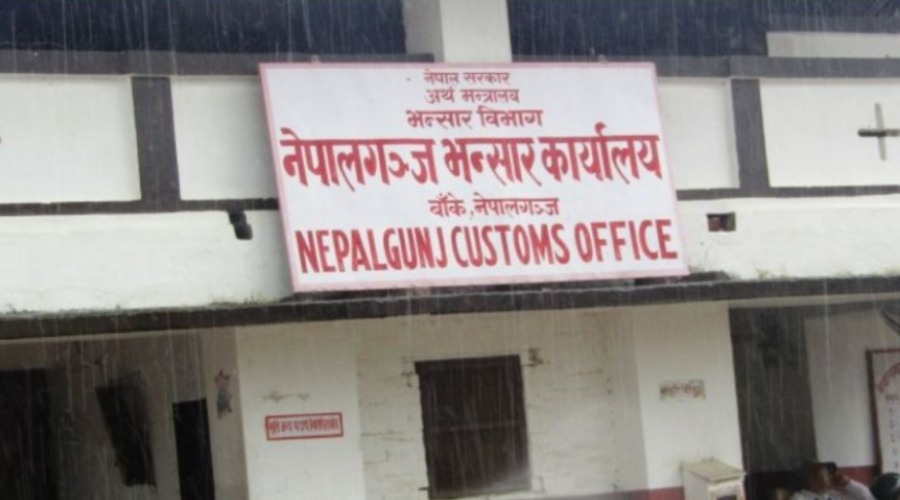 नेपाल सरकार
अर्थ मन्त्रालय
भन्सार विभाग
नेपालगञ्ज भन्सार कार्यालय
बाँके, नेपालगञ्ज
NEPALGUNJ CUSTOMS OFFICE